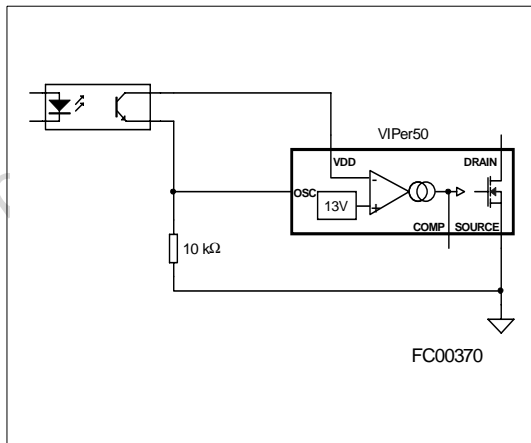 VIPer50
VDD
DRAIN
OSC
13V
-
+
COMP
SOURCE
10 kΩ
FC00370